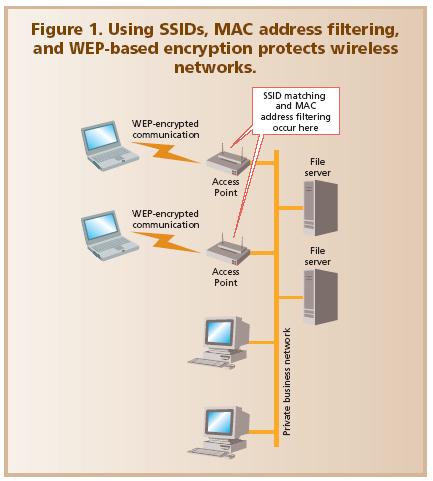 Figure 1. Using SSIDs, MAC address filtering,
and WEP-based encryption protects wireless
networks.
SSID matching
and MAC
address filtering
occur here
WEP-encrypted
communication
Access
Point
File
server
WEP-encrypted
communication
Access
Point
File
server
Private business network